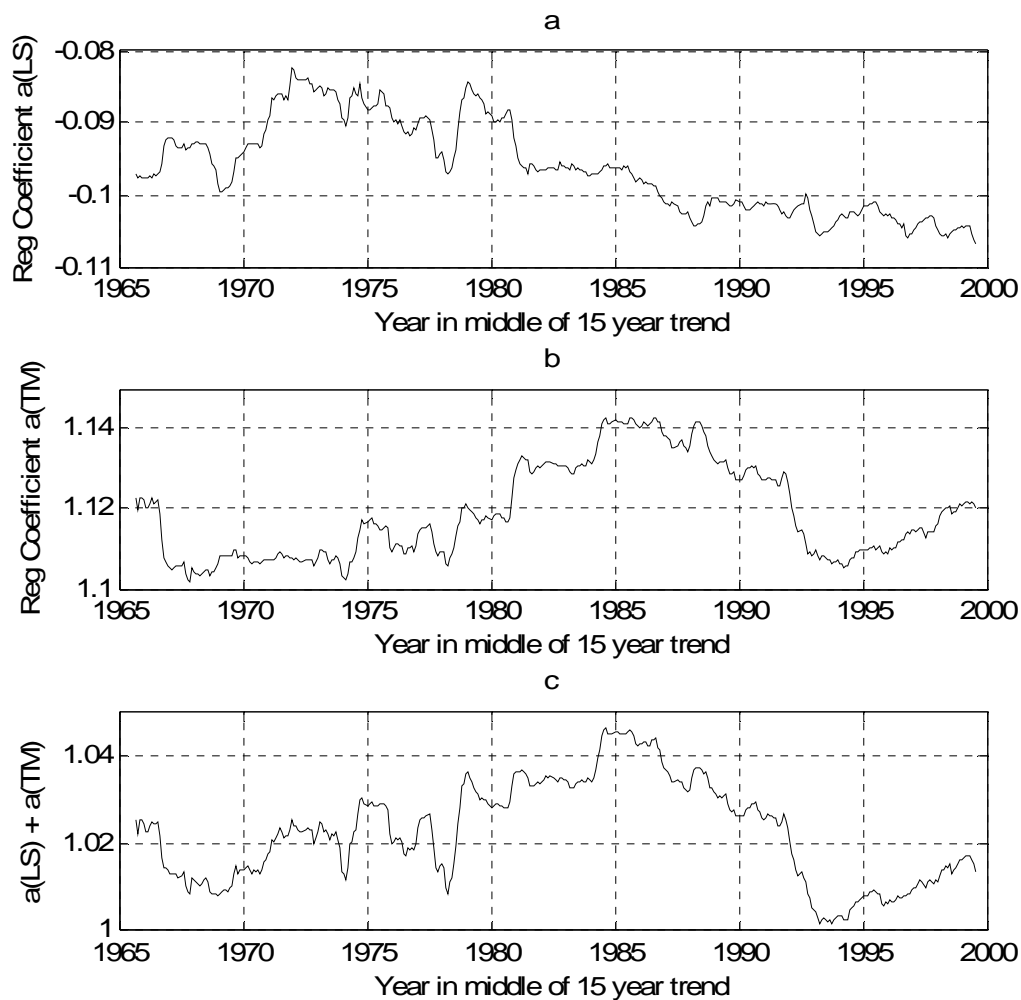 a
Reg Coefficient a(LS)
-0.08
-0.09
-0.1
-0.11
1965 1970 1975 1980 1985 1990 1995 2000
Year in middle of 15 year trend
b
Reg Coefficient a(TM)
1.14
1.12
1.1
1965 1970 1975 1980 1985 1990 1995 2000
Year in middle of 15 year trend
c
a(LS) + a(TM)
1.04
1.02
1
1965 1970 1975 1980 1985 1990 1995 2000
Year in middle of 15 year trend